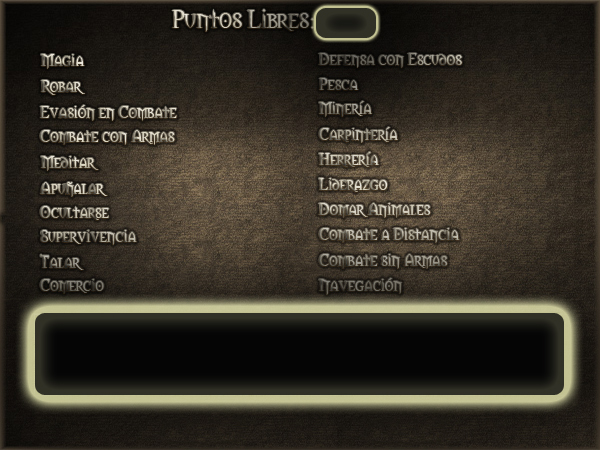 Puntos Libres:
Magia
Robar
Evasión en Combate
Combate con Armas
Meditar
Apuñalar
Ocultarse
Supervivencia
Talar
Comercio
Defensa con Escudos
Pesca
Minería
Carpintería
Herrería
Liderazgo
Domar Animales
Combate a Distancia
Combate sin Armas
Navegación